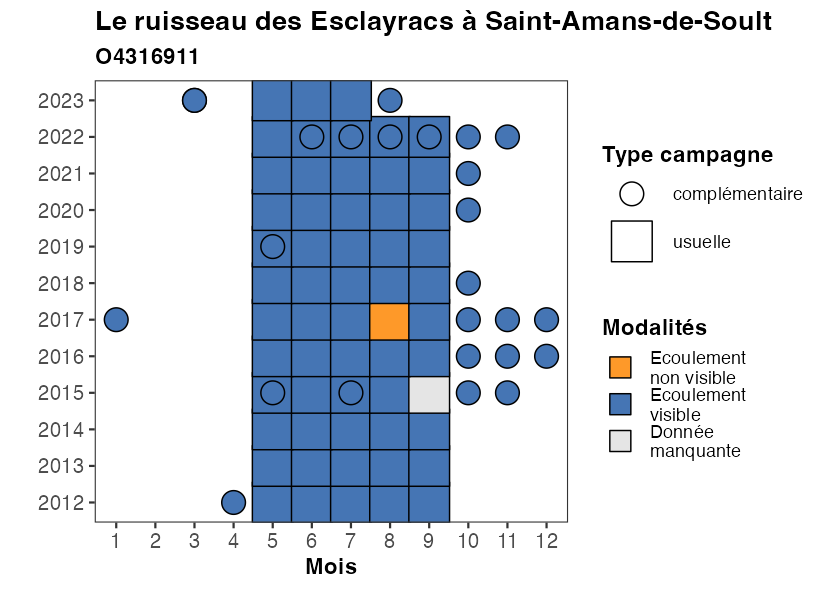 Le ruisseau des Esclayracs à Saint-Amans-de-Soult
O4316911
2023
2022
2021
2020
2019
2018
2017
2016
2015
2014
2013
2012
1 2 3 4 5 6 7 8 9 10 11 12
Mois
Type campagne
complémentaire
usuelle
Modalités
Ecoulement
non visible
Ecoulement
visible
Donnée
manquante